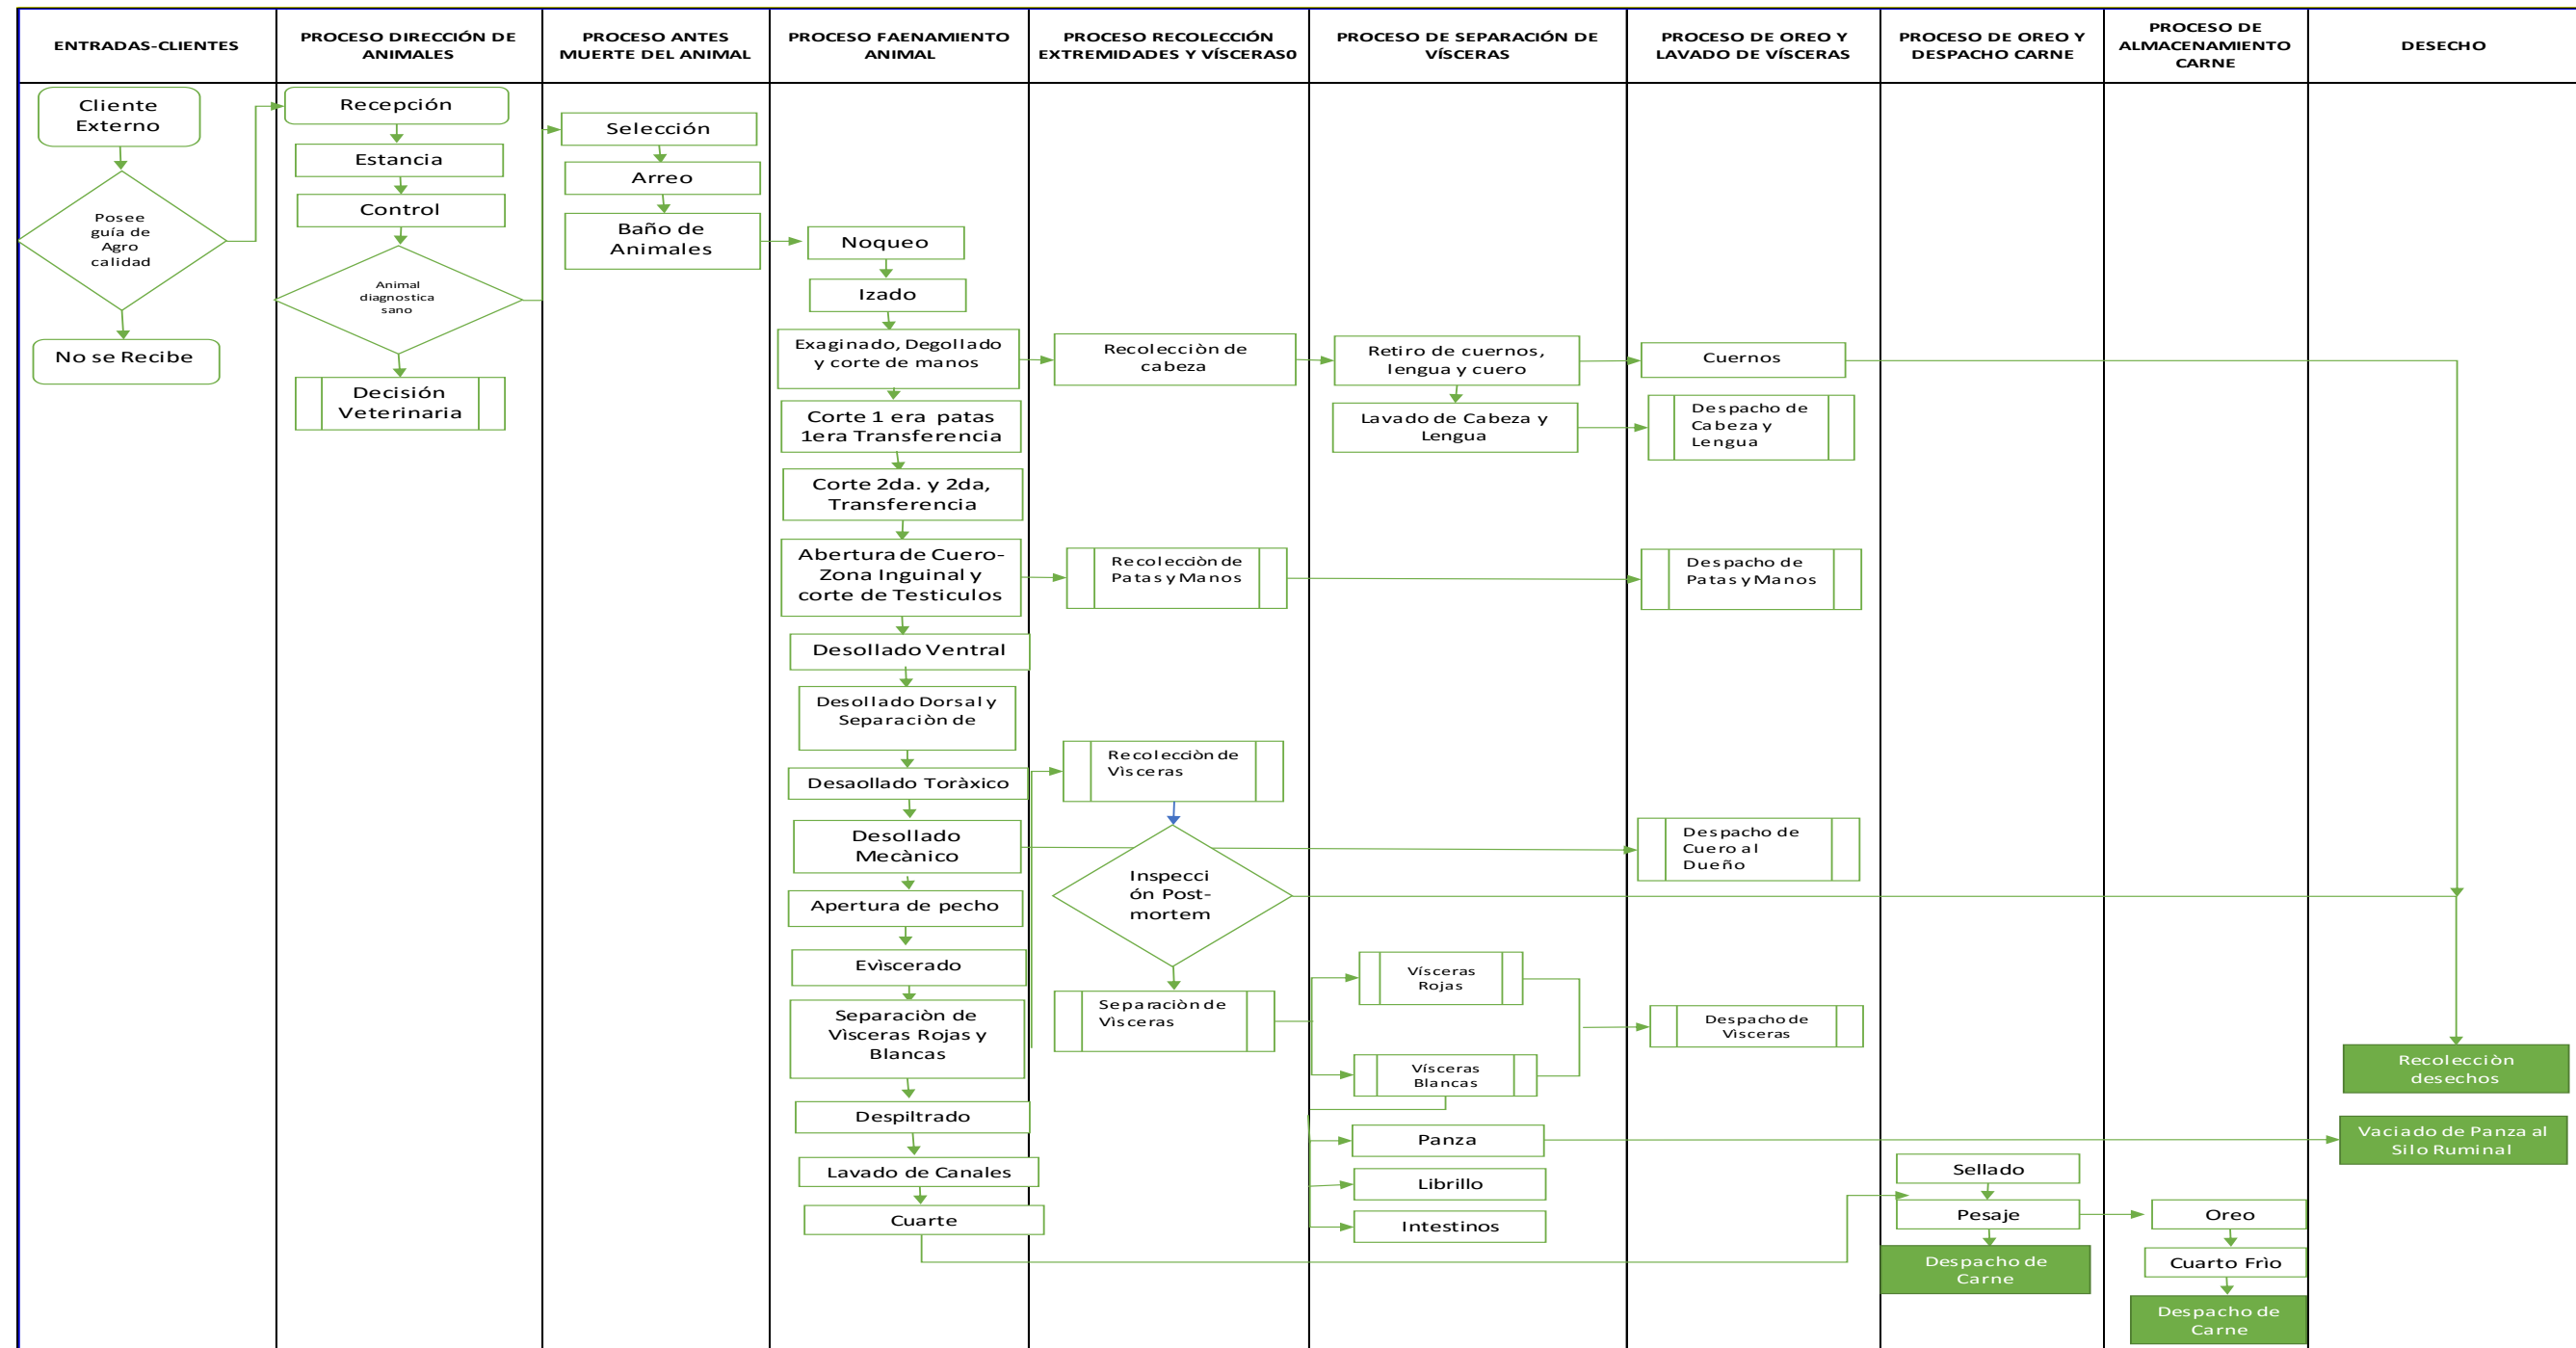 ENTRADAS-CLIENTES
PROCESO DIRECCIÓN DE
ANIMALES
PROCESO ANTES
MUERTE DEL ANIMAL
PROCESO FAENAMIENTO
ANIMAL
PROCESO RECOLECCIÓN
EXTREMIDADES Y VÍSCERAS0
PROCESO DE SEPARACIÓN DE
VÍSCERAS
PROCESO DE OREO Y
LAVADO DE VÍSCERAS
PROCESO DE OREO Y
DESPACHO CARNE
PROCESO DE
ALMACENAMIENTO
CARNE
DESECHO
Cliente
Externo
Posee
guía de
Agro
calidad
No se Recibe
Recepción
Estancia
Control
Animal
diagnostica
sano
Decisión
Veterinaria
Selección
Arreo
Baño de
Animales
Noqueo
Izado
Exaginado, Degollado
y corte de manos
Corte 1 era  patas
1era Transferencia
Corte 2da. y 2da,
Transferencia
Abertura de Cuero-
Zona Inguinal y
corte de Testiculos
Desollado Ventral
Desollado Dorsal y
Separaciòn de
Desaollado Toràxico
Desollado
Mecànico
Apertura de pecho
Evìscerado
Separaciòn de
Vìsceras Rojas y
Blancas
Despiltrado
Lavado de Canales
Cuarte
Recolecciòn de
cabeza
Recolecciòn de
Patas y Manos
Recolecciòn de
Vìsceras
Inspecci
ón Post-
mortem
Separaciòn de
Vìsceras
Retiro de cuernos,
lengua y cuero
Lavado de Cabeza y
Lengua
Vísceras
Rojas
Vísceras
Blancas
Panza
Librillo
Intestinos
Cuernos
Despacho de
Cabeza y
Lengua
Despacho de
Patas y Manos
Despacho de
Cuero al
Dueño
Despacho de
Vìsceras
Sellado
Pesaje
Despacho de
Carne
Oreo
Cuarto Frìo
Despacho de
Carne
Recolecciòn
desechos
Vaciado de Panza al
Silo Ruminal